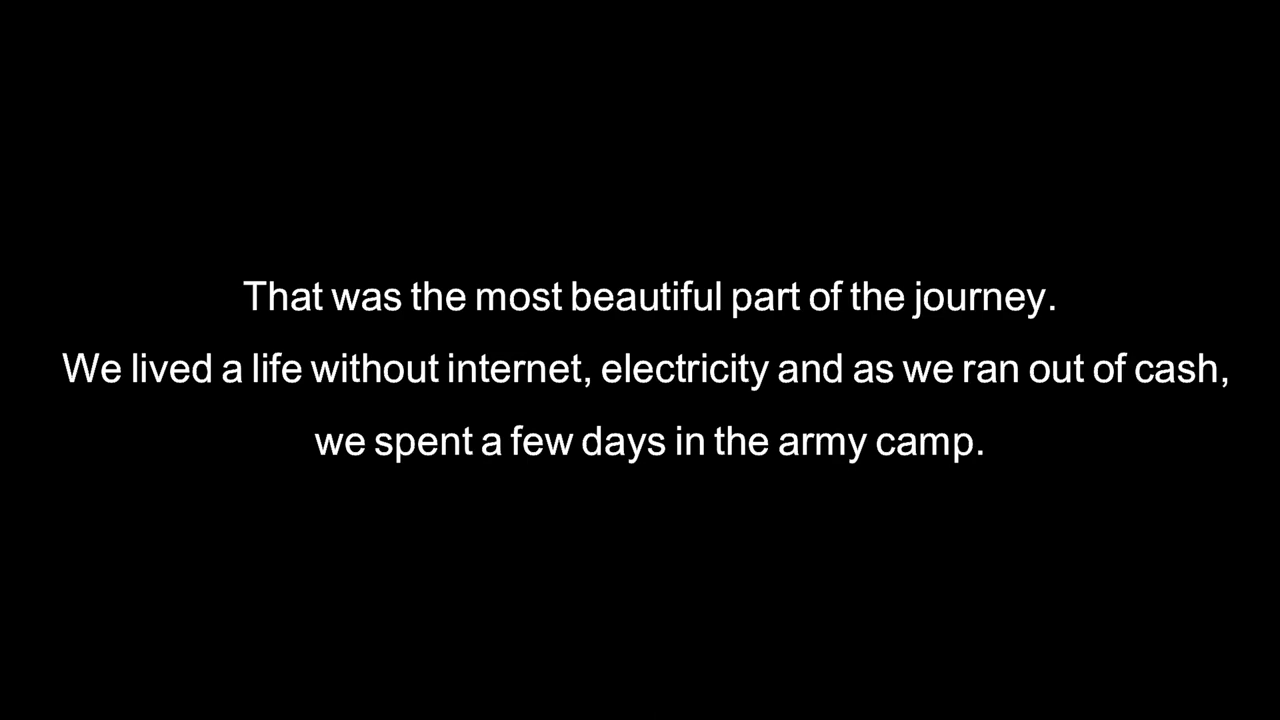 That was the most beautiful part of the journey.
We lived a life without internet, electricity and as we ran out of cash,
we spent a few days in the army camp.